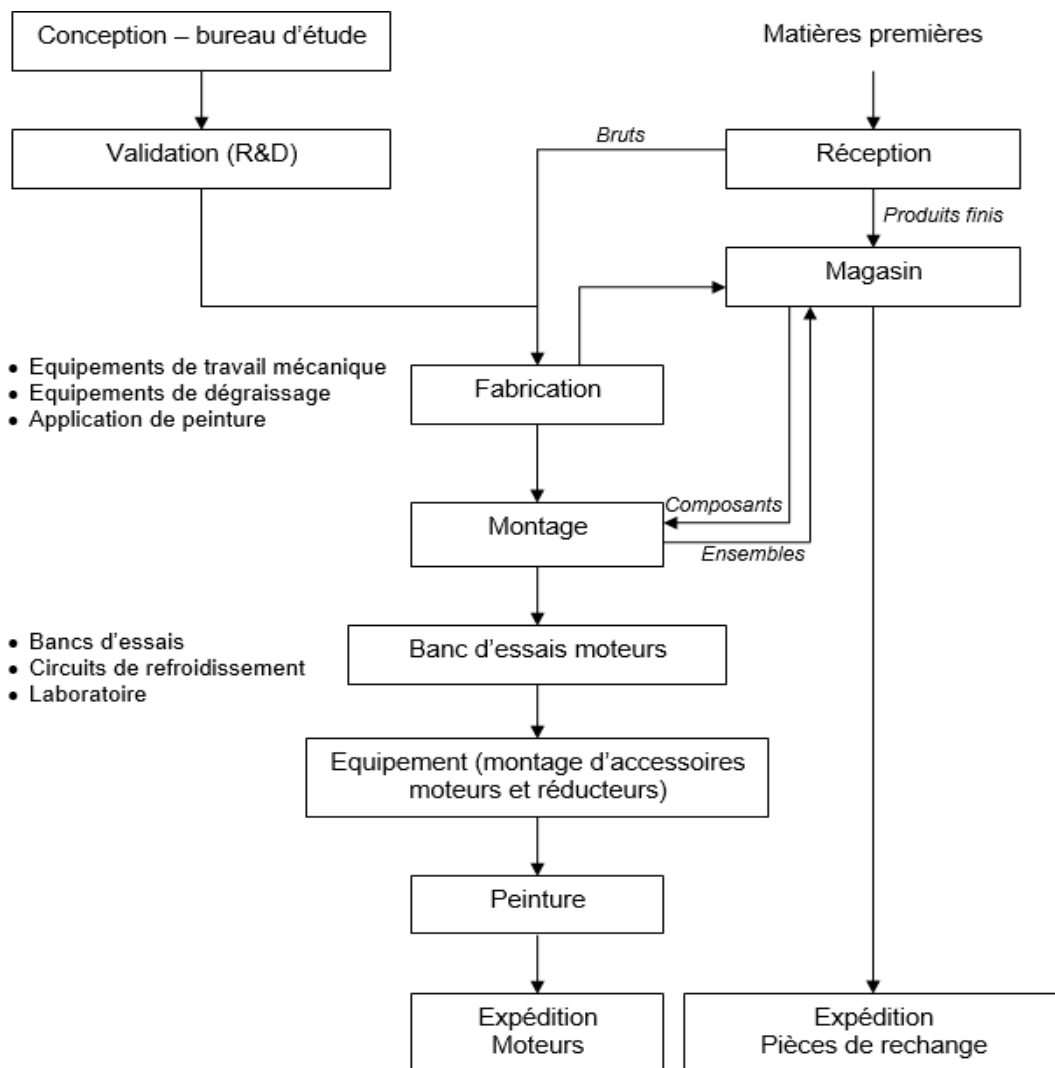 Conception – bureau d’étude
Matières premières
Validation (R&D)
Bruts
Réception
Produits finis
Magasin
• Equipements de travail mécanique
• Equipements de dégraissage
• Application de peinture
Fabrication
Composants
Montage
Ensembles
• Bancs d’essais
• Circuits de refroidissement
• Laboratoire
Banc d’essais moteurs
Equipement (montage d’accessoires
moteurs et réducteurs)
Peinture
Expédition
Moteurs
Expédition
Pièces de rechange